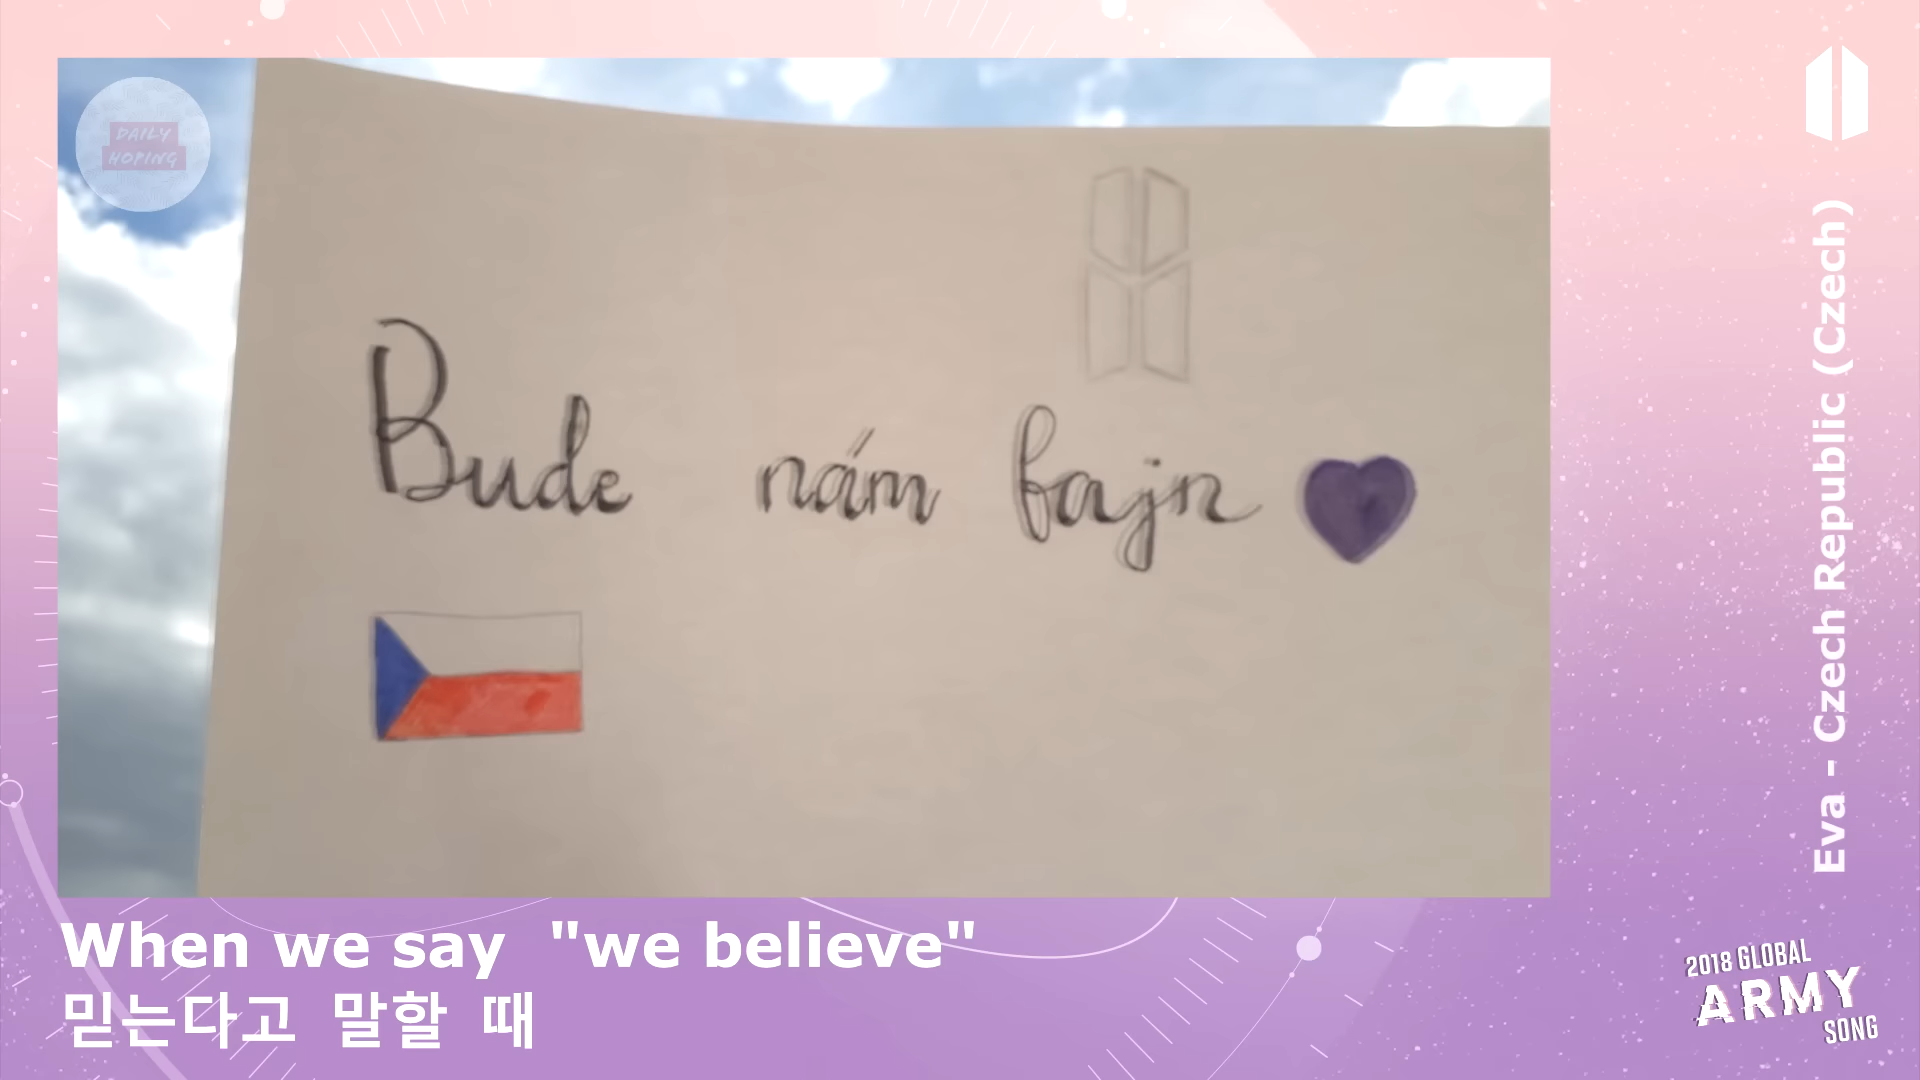 DAILY
HOPING
Bude nám fajn
Eva - Czech Republic (Czech)
When we say "we believe"
믿는다고 말할 때
2018 GLOBAL
ARMY
SONG